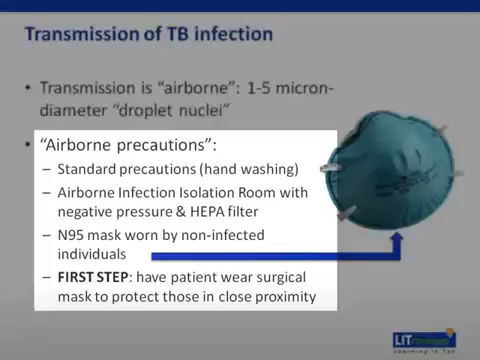 Transmission of TB infection
• Transmission is “airborne”: 1-5 micron-
diameter “droplet nuclei”
• “Airborne precautions”:
– Standard precautions (hand washing)
– Airborne Infection Isolation Room with
negative pressure & HEPA filter
– N95 mask worn by non-infected
individuals
– FIRST STEP: have patient wear surgical
mask to protect those in close proximity
LITreviews